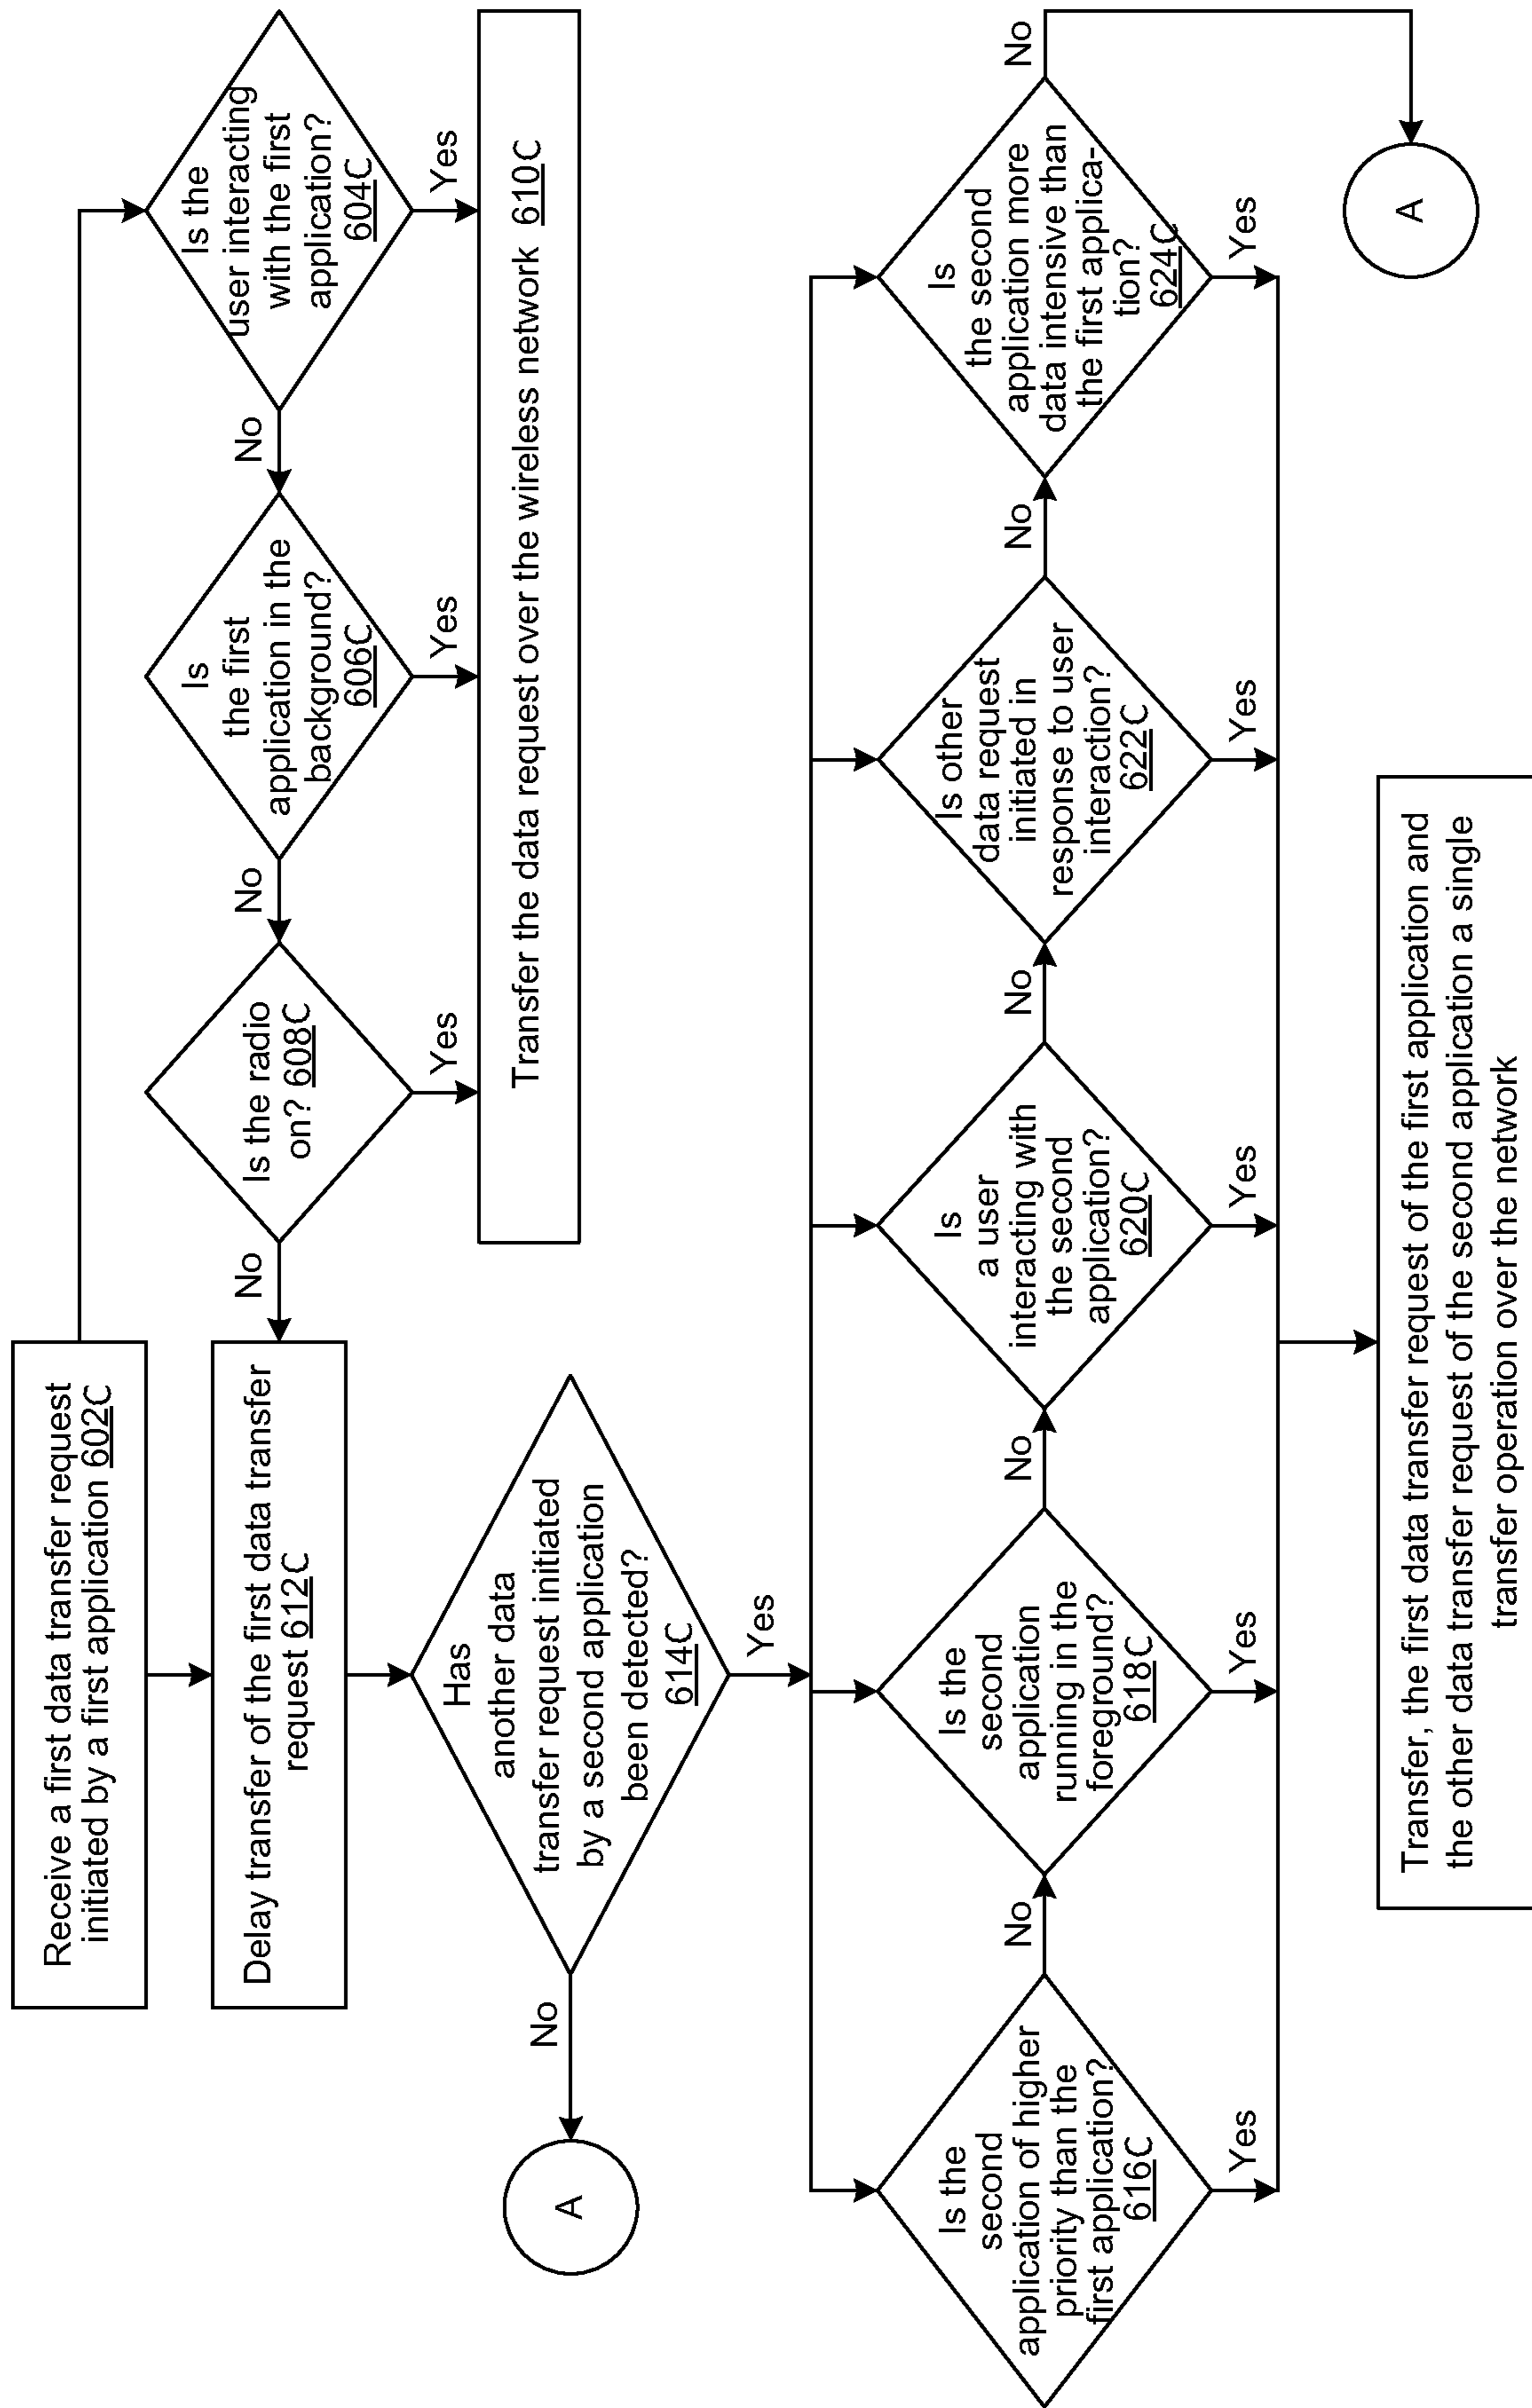 Receive a first data transfer request
initiated by a first application 602C
Is the
user interacting
with the first
application?
604C
No
Yes
Is
the first
application in the
background?
606C
No
Yes
Is the radio
on? 608C
No
Yes
Transfer the data request over the wireless network 610C
Delay transfer of the first data transfer
request 612C
Has
another data
transfer request initiated
by a second application
been detected?
614C
No
A
Yes
Is the
second
application of higher
priority than the
first application?
616C
No
Yes
Is the
second
application
running in the
foreground?
618C
No
Yes
Is
a user
interacting with
the second
application?
620C
No
Yes
Is other
data request
initiated in
response to user
interaction?
622C
No
Yes
Is
the second
application more
data intensive than
the first applica-
tion?
624C
No
Yes
A
Transfer, the first data transfer request of the first application and
the other data transfer request of the second application a single
transfer operation over the network